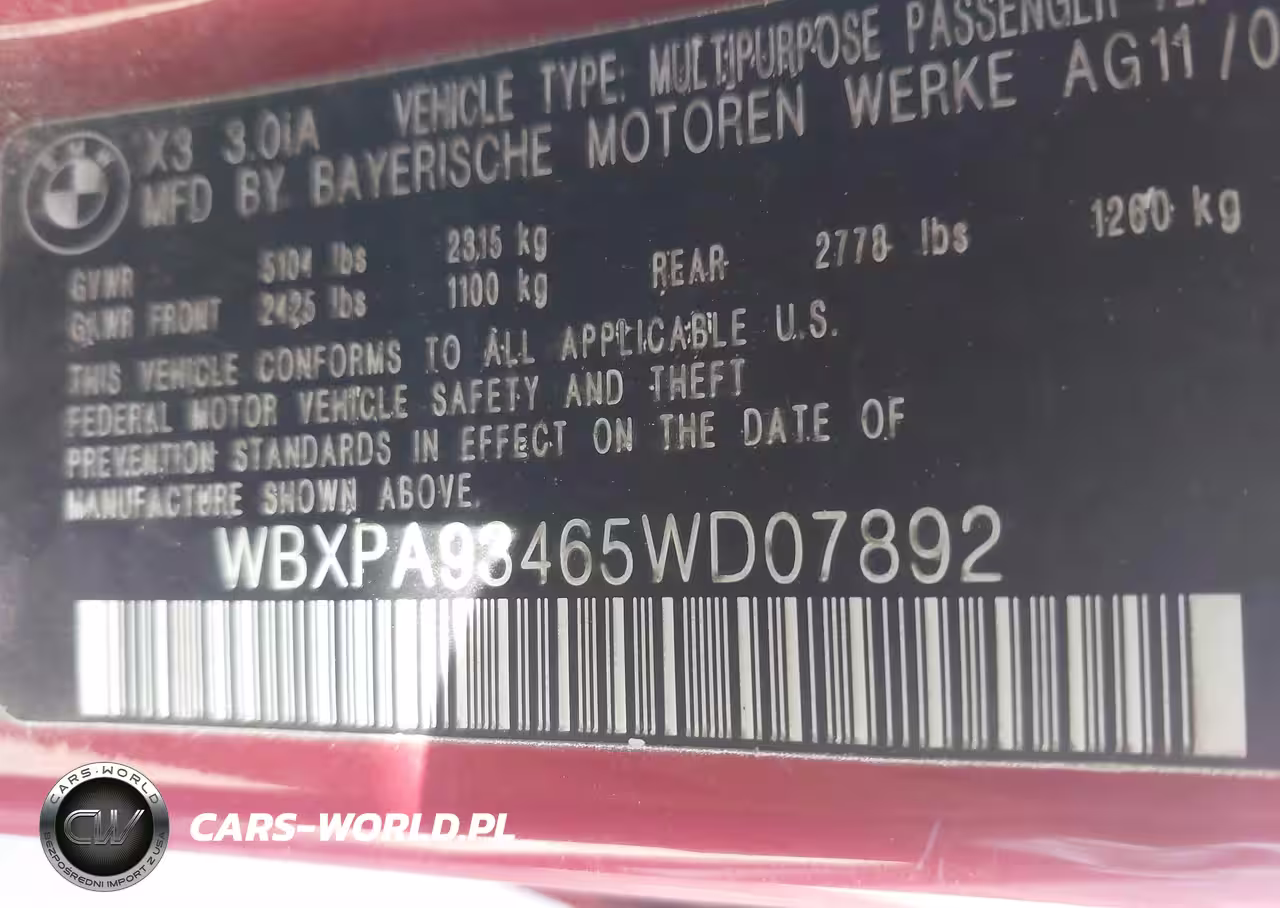 X3 3.0iA VEHICLE TYPE: MULTIPURPOSE PASSENGER
MFD BY BAYERISCHE MOTOREN WERKE AG 11/0
GVWR 5104 lbs 2315 kg
GAWR FRONT 2425 lbs 1100 kg REAR 2778 lbs 1260 kg
THIS VEHICLE CONFORMS TO ALL APPLICABLE U.S.
FEDERAL MOTOR VEHICLE SAFETY AND THEFT
PREVENTION STANDARDS IN EFFECT ON THE DATE OF
MANUFACTURE SHOWN ABOVE.
WBXPA93465WD07892
BMW
CARS-WORLD
CW
BEZPOŚREDNI IMPORT Z USA
CARS-WORLD.PL